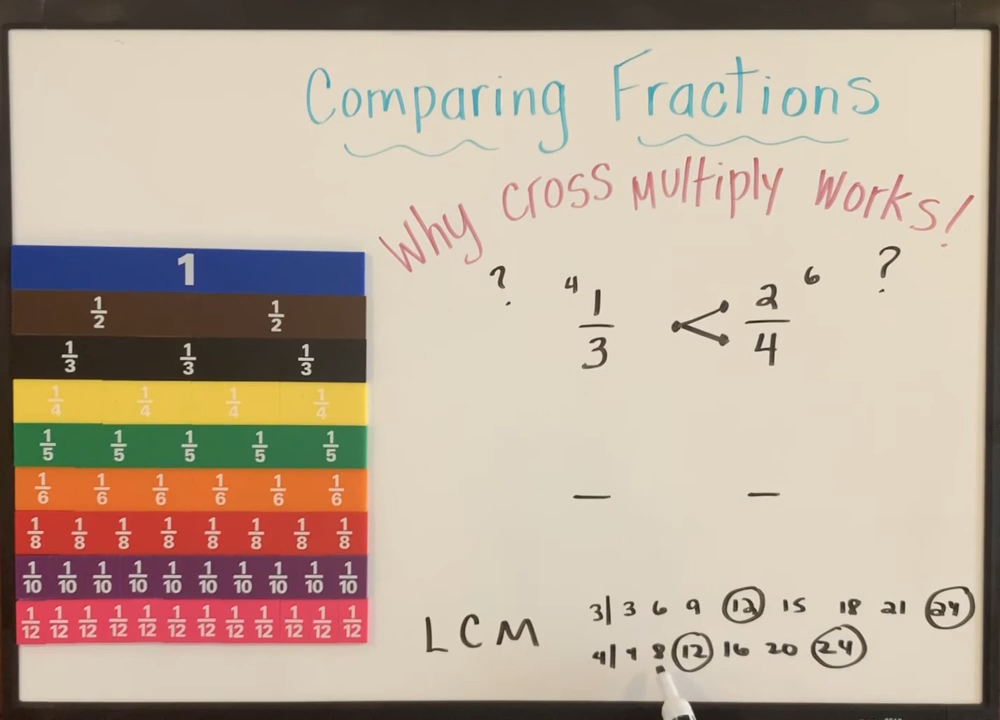 Comparing Fractions
Why cross multiply works!
? 4 1/3 < 2/4 6 ?
1
1/2 1/2
1/3 1/3 1/3
1/4 1/4 1/4 1/4
1/5 1/5 1/5 1/5 1/5
1/6 1/6 1/6 1/6 1/6 1/6
1/8 1/8 1/8 1/8 1/8 1/8 1/8 1/8
1/10 1/10 1/10 1/10 1/10 1/10 1/10 1/10 1/10 1/10
1/12 1/12 1/12 1/12 1/12 1/12 1/12 1/12 1/12 1/12 1/12 1/12
LCM
3| 3 6 9 12 15 18 21 24
4| 4 8 12 16 20 24